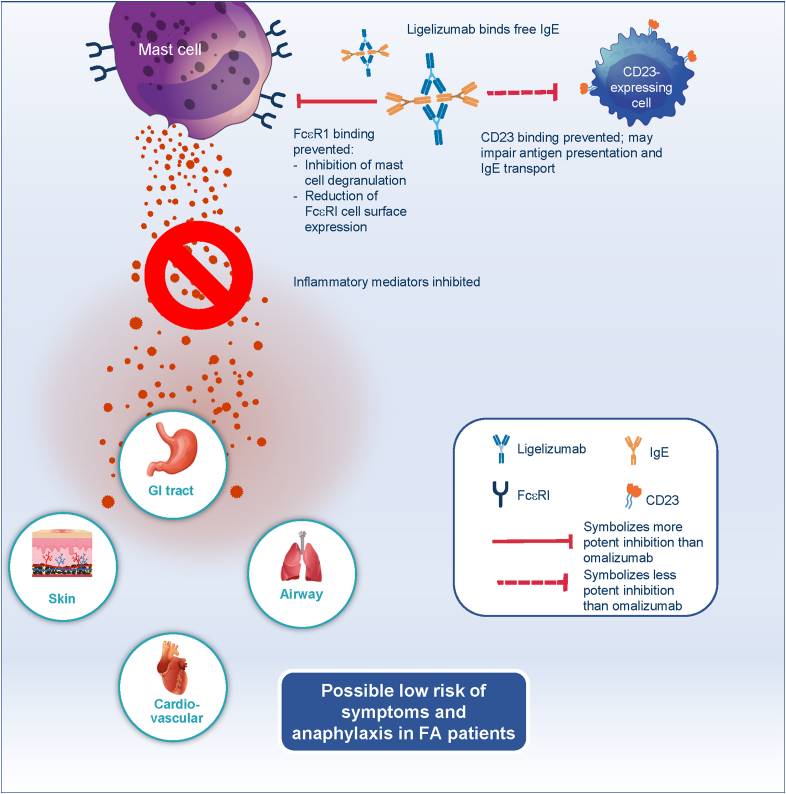 Mast cell
Ligelizumab binds free IgE
CD23-
expressing
cell
FcεR1 binding
prevented:
- Inhibition of mast
cell degranulation
- Reduction of
FcεRI cell surface
expression
CD23 binding prevented; may
impair antigen presentation and
IgE transport
Inflammatory mediators inhibited
GI tract
Skin
Airway
Cardio-
vascular
Ligelizumab
IgE
FcεRI
CD23
Symbolizes more
potent inhibition than
omalizumab
Symbolizes less
potent inhibition
than omalizumab
Possible low risk of
symptoms and
anaphylaxis in FA patients